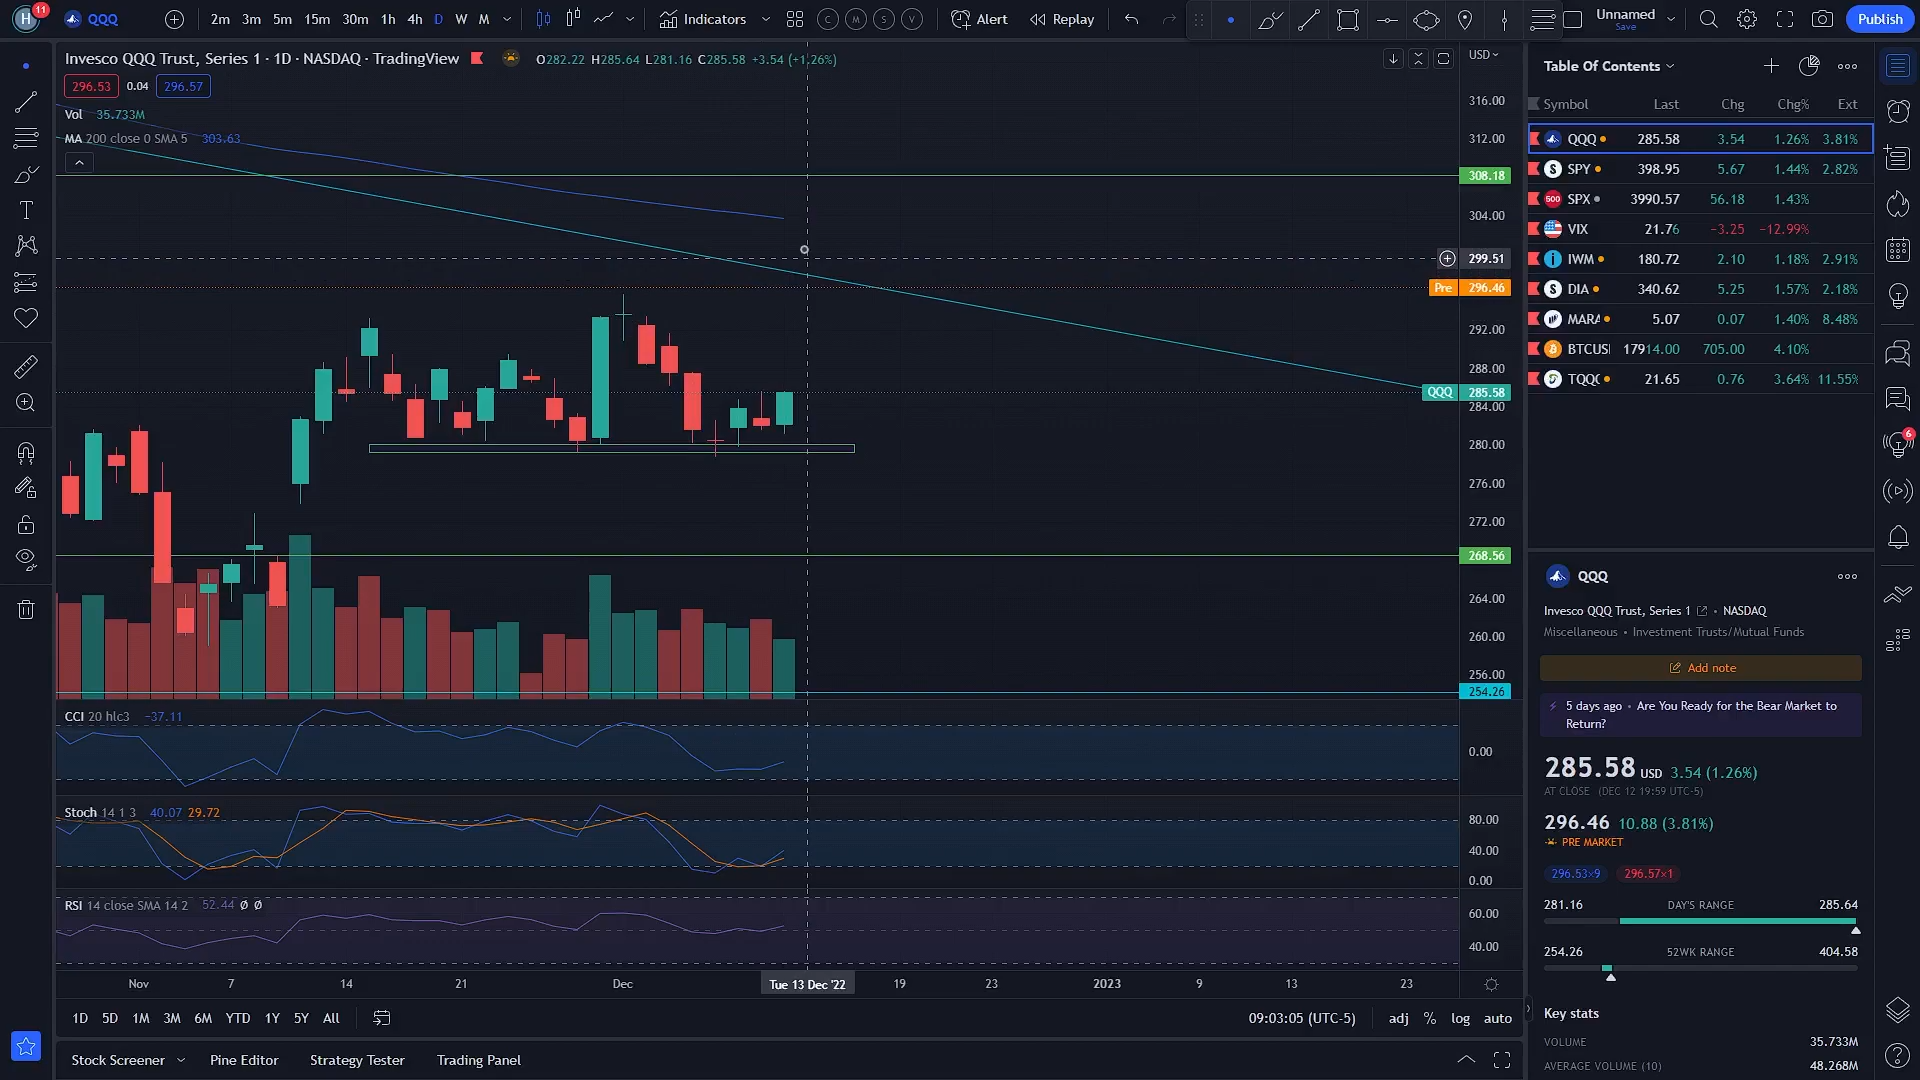 H 11 QQQ 2m 3m 5m 15m 30m 1h 4h D W M Indicators C M S V Alert Replay Unnamed Save Publish
Invesco QQQ Trust, Series 1 · 1D · NASDAQ · TradingView O282.22 H285.64 L281.16 C285.58 +3.54 (+1.26%)
296.53 0.04 296.57
Vol 35.733M
MA 200 close 0 SMA 5 303.63
USD
316.00
312.00
308.18
304.00
299.51
Pre 296.46
292.00
288.00
QQQ 285.58
284.00
280.00
276.00
272.00
268.56
264.00
260.00
256.00
254.26
CCI 20 hlc3 −37.11
0.00
Stoch 14 1 3 40.07 29.72
80.00
40.00
0.00
RSI 14 close SMA 14 2 52.44 Ø Ø
60.00
40.00
Nov 7 14 21 Dec Tue 13 Dec '22 19 23 2023 9 13 23
1D 5D 1M 3M 6M YTD 1Y 5Y All 09:03:05 (UTC-5) adj % log auto
Stock Screener Pine Editor Strategy Tester Trading Panel
Table Of Contents
Symbol Last Chg Chg% Ext
QQQ 285.58 3.54 1.26% 3.81%
S SPY 398.95 5.67 1.44% 2.82%
500 SPX 3990.57 56.18 1.43%
VIX 21.76 −3.25 −12.99%
IWM 180.72 2.10 1.18% 2.91%
S DIA 340.62 5.25 1.57% 2.18%
MARA 5.07 0.07 1.40% 8.48%
BTCUS 17914.00 705.00 4.10%
TQQ 21.65 0.76 3.64% 11.55%
6
QQQ
Invesco QQQ Trust, Series 1 • NASDAQ
Miscellaneous • Investment Trusts/Mutual Funds
Add note
5 days ago • Are You Ready for the Bear Market to
Return?
285.58 USD 3.54 (1.26%)
AT CLOSE (DEC 12 19:59 UTC-5)
296.46 10.88 (3.81%)
PRE MARKET
296.53×9 296.57×1
281.16 DAY'S RANGE 285.64
254.26 52WK RANGE 404.58
Key stats
VOLUME 35.733M
AVERAGE VOLUME (10) 48.268M